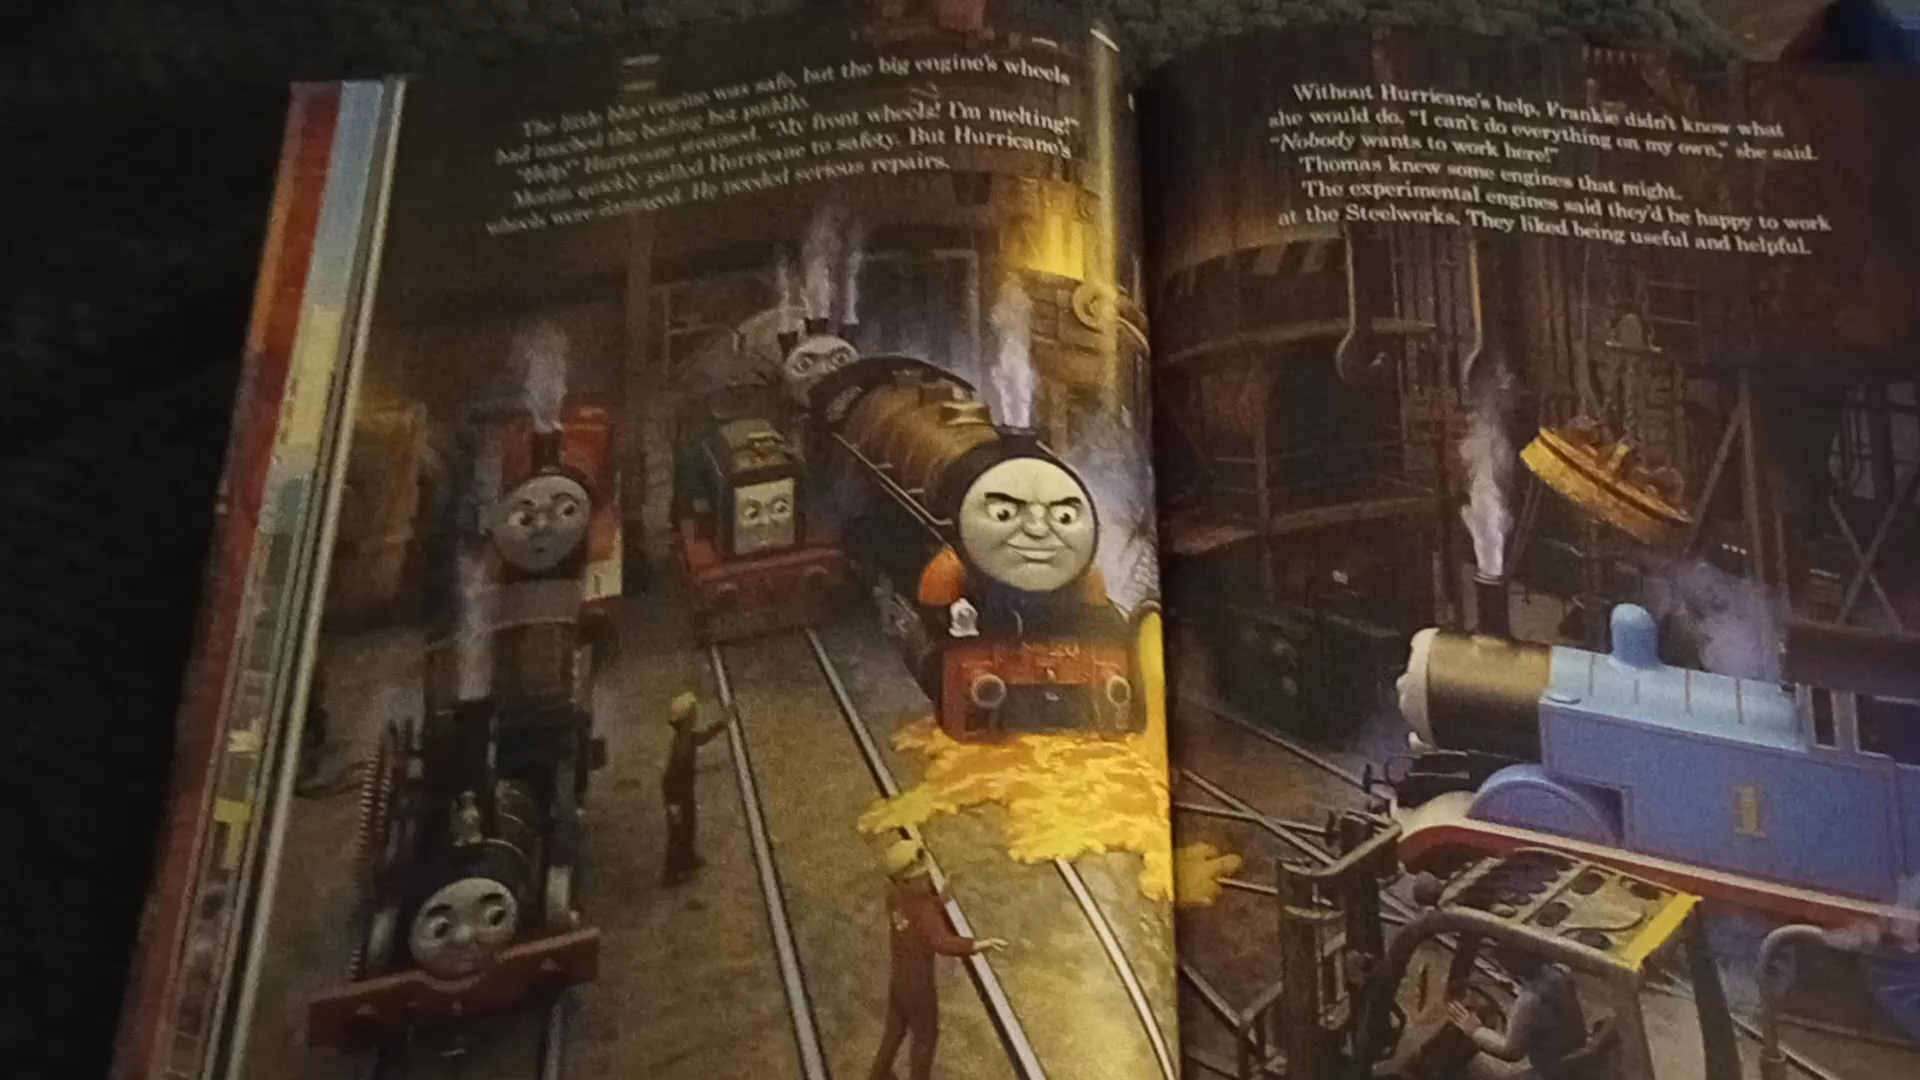 The little blue engine was safe, but the big engine's wheels
had touched the boiling hot puddle.
"Help!" Hurricane steamed. "My front wheels! I'm melting!"
Merlin quickly pulled Hurricane to safety. But Hurricane's
wheels were damaged. He needed serious repairs.
Without Hurricane's help, Frankie didn't know what
she would do. "I can't do everything on my own," she said.
"Nobody wants to work here!"
Thomas knew some engines that might.
The experimental engines said they'd be happy to work
at the Steelworks. They liked being useful and helpful.
1